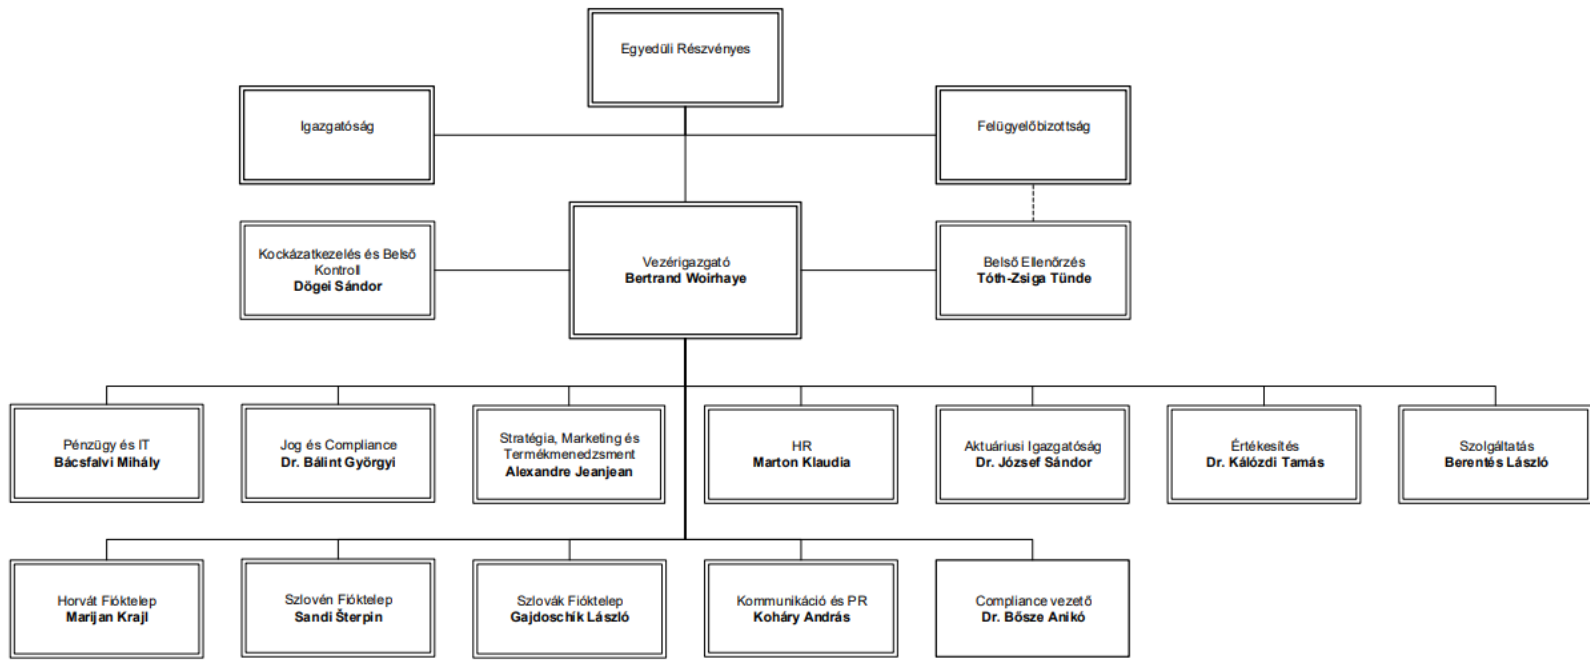 Egyedüli Részvényes
Igazgatóság
Felügyelőbizottság
Kockázatkezelés és Belső
Kontroll
Dögei Sándor
Vezérigazgató
Bertrand Woirhaye
Belső Ellenőrzés
Tóth-Zsiga Tünde
Pénzügy és IT
Bácsfalvi Mihály
Jog és Compliance
Dr. Bálint Györgyi
Stratégia, Marketing és
Termékmenedzsment
Alexandre Jeanjean
HR
Marton Klaudia
Aktuáriusi Igazgatóság
Dr. József Sándor
Értékesítés
Dr. Kálózdi Tamás
Szolgáltatás
Berentés László
Horvát Fióktelep
Marijan Krajl
Szlovén Fióktelep
Sandi Šterpin
Szlovák Fióktelep
Gajdoschik László
Kommunikáció és PR
Koháry András
Compliance vezető
Dr. Bősze Anikó